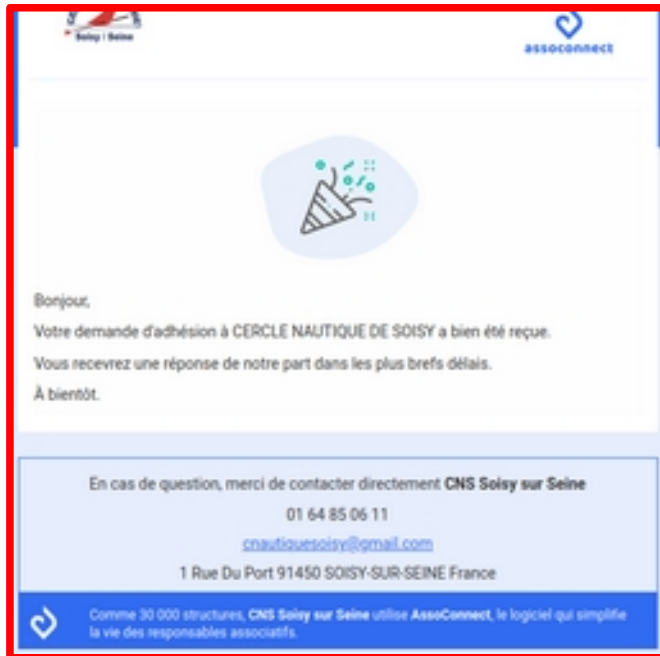 Soisy / Seine
assoconnect
Bonjour,
Votre demande d'adhésion à CERCLE NAUTIQUE DE SOISY a bien été reçue.
Vous recevrez une réponse de notre part dans les plus brefs délais.
À bientôt.
En cas de question, merci de contacter directement CNS Soisy sur Seine
01 64 85 06 11
cnautiquesoisy@gmail.com
1 Rue Du Port 91450 SOISY-SUR-SEINE France
Comme 30 000 structures, CNS Soisy sur Seine utilise AssoConnect, le logiciel qui simplifie
la vie des responsables associatifs.